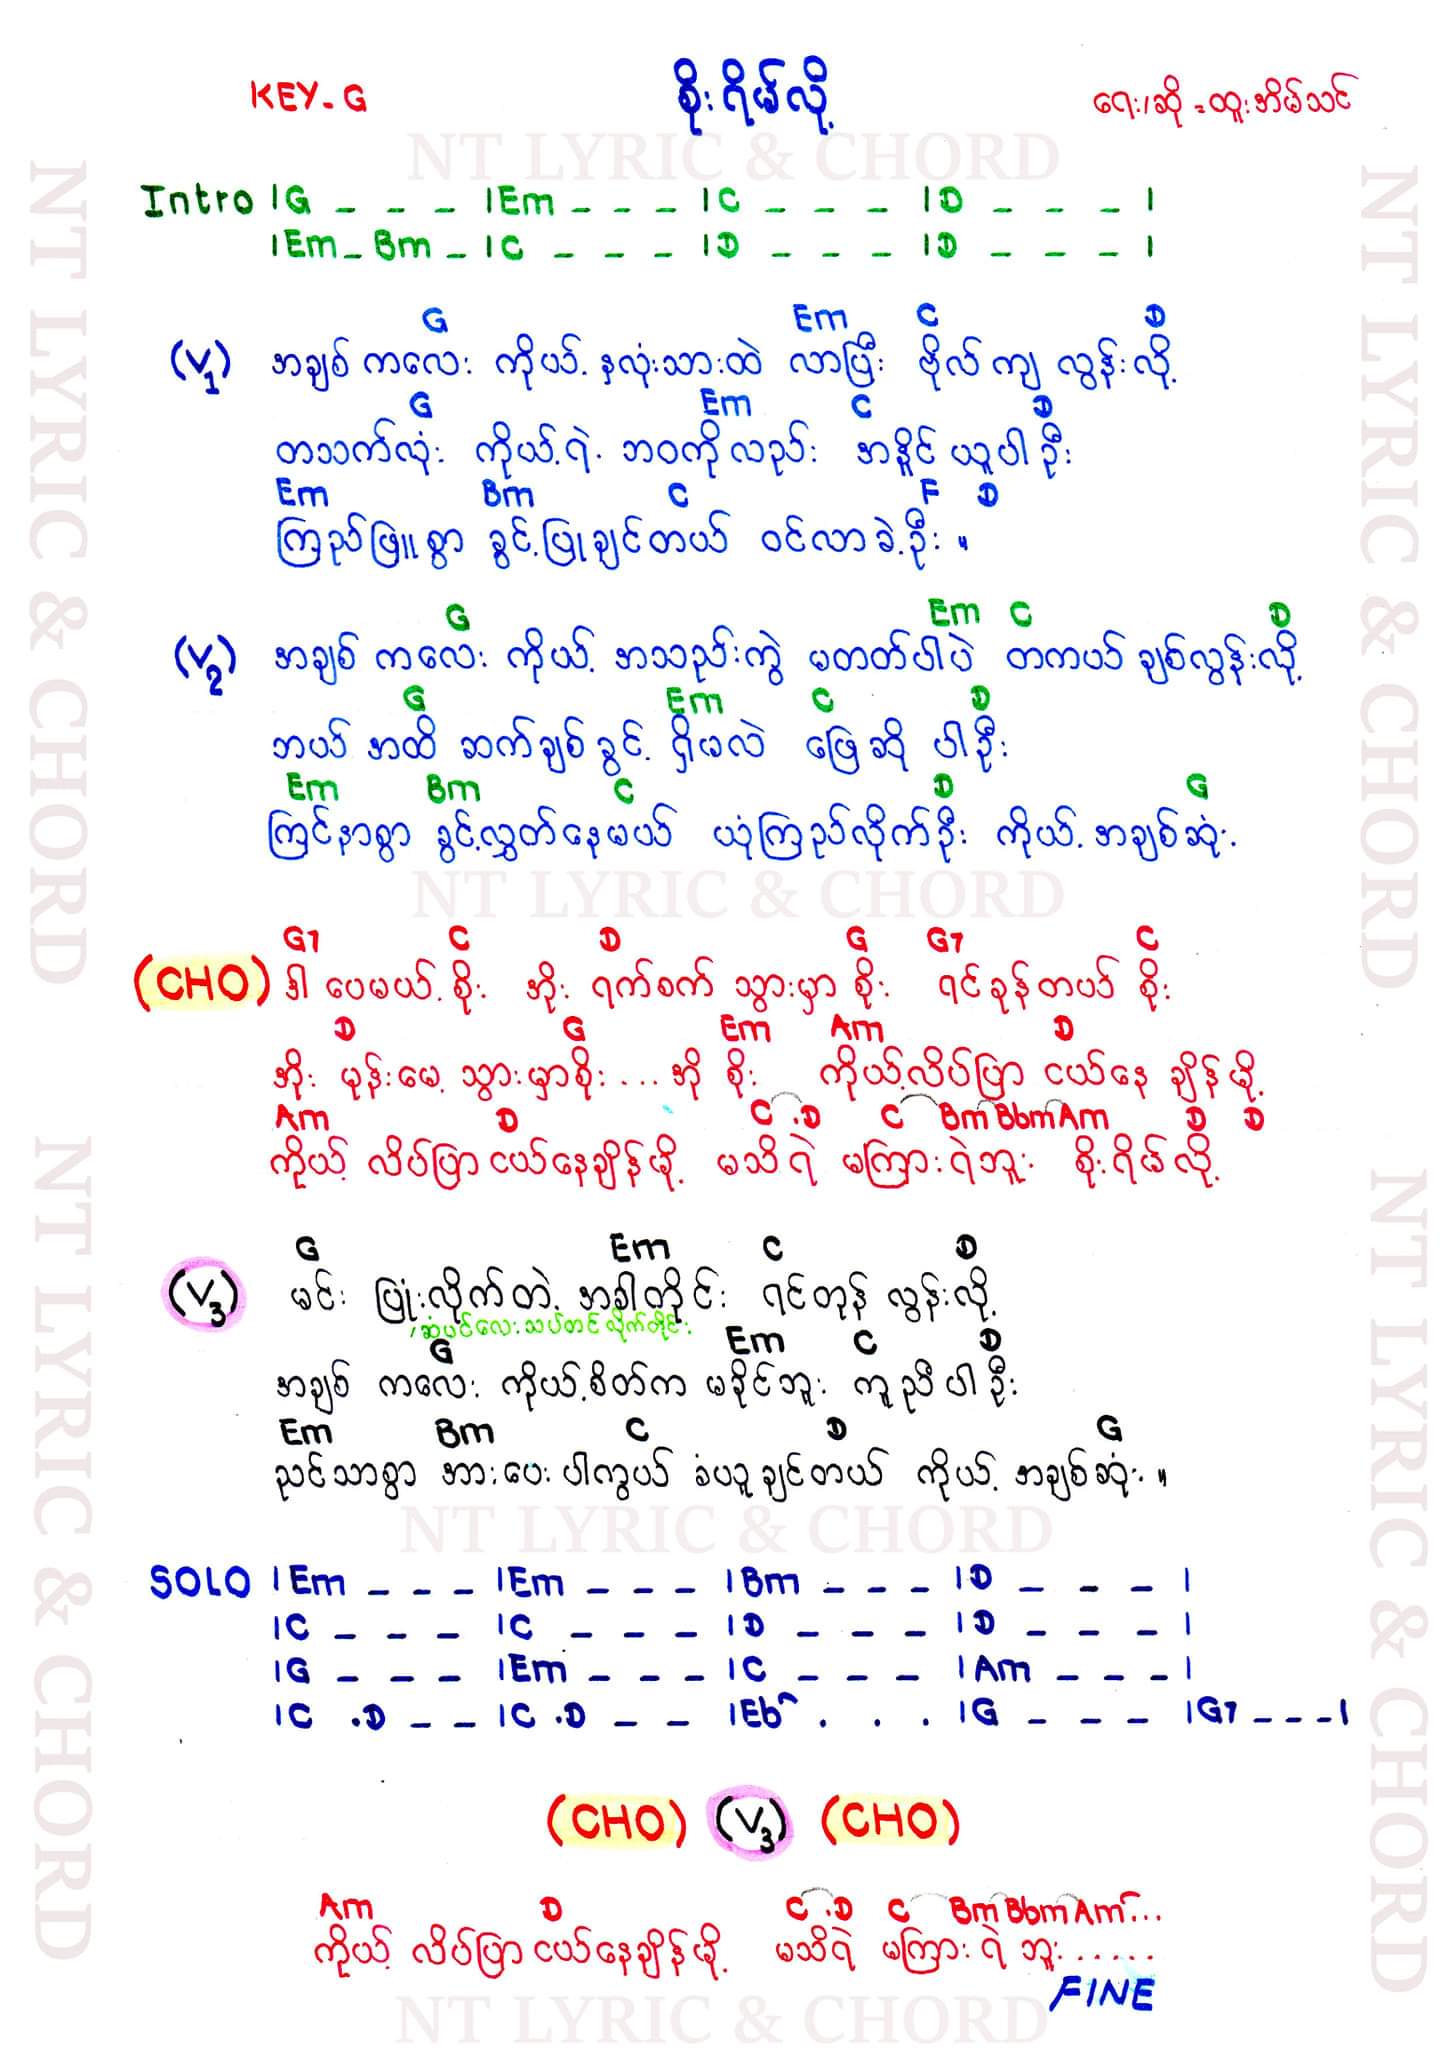 KEY-G စိုးရိမ်လို့ ရေး/ဆို = ထူးအိမ်သင်
NT LYRIC & CHORD
Intro |G _ _ _ |Em _ _ _ |C _ _ _ |D _ _ _ |
|Em _ Bm _ |C _ _ _ |D _ _ _ |D _ _ _ |
G Em C D
(V1) အချစ် ကလေး ကိုယ့် နှလုံးသားထဲ လာပြီး ဗိုလ် ကျ လွန်းလို့
G Em C D
တသက်လုံး ကိုယ့်ရဲ့ ဘဝကိုလည်း အနိူင် ယူပါဦး
Em Bm C F D
ကြည်ဖြူစွာ ခွင့်ပြုချင်တယ် ဝင်လာခဲ့ဦး ။
G Em C D
(V2) အချစ် ကလေး ကိုယ့် အသည်းကွဲ မတတ်ပါပဲ တကယ် ချစ်လွန်းလို့
G Em C D
ဘယ် အထိ ဆက်ချစ်ခွင့် ရှိမလဲ ဖြေဆို ပါဦး
Em Bm C D G
ကြင်နာစွာ ခွင့်လွှတ်နေမယ် ယုံကြည်လိုက်ဦး ကိုယ့် အချစ်ဆုံး
NT LYRIC & CHORD
G7 C D G G7 C
(CHO) ဒါ ပေမယ့် စိုး အိုး ရက်စက် သွားမှာ စိုး ရင်ခုန်တယ် စိုး
D G Em Am D
အိုး မုန်းမေ့ သွားမှာစိုး ... အို စိုး ကိုယ့်လိပ်ပြာ ငယ်နေ ချိန်မို့
Am D C .D C Bm Bbm Am D D
ကိုယ့် လိပ်ပြာ ငယ်နေချိန်မို့ မသိရဲ မကြားရဲဘူး စိုးရိမ်လို့
G Em C D
(V3) မင်း ပြုံးလိုက်တဲ့ အခါတိုင်း ရင်တုန် လွန်းလို့
/ ဆံပင်လေးသပ်တင်လိုက်တိုင်း
G Em C D
အချစ် ကလေး ကိုယ့်စိတ်က မခိုင်ဘူး ကူညီပါဦး
Em Bm C D G
ညင်သာစွာ အားပေးပါကွယ် ခံယူချင်တယ် ကိုယ့် အချစ်ဆုံး ။
NT LYRIC & CHORD
SOLO |Em _ _ _ |Em _ _ _ |Bm _ _ _ |D _ _ _ |
|C _ _ _ |C _ _ _ |D _ _ _ |D _ _ _ |
|G _ _ _ |Em _ _ _ |C _ _ _ |Am _ _ _ |
|C .D _ _ |C .D _ _ |Eb . . . |G _ _ _ |G7 _ _ _ |
(CHO) (V3) (CHO)
Am D C .D C Bm Bbm Am...
ကိုယ့် လိပ်ပြာ ငယ်နေချိန်မို့ မသိရဲ မကြားရဲ ဘူး .....
FINE
NT LYRIC & CHORD
NT LYRIC & CHORD
NT LYRIC & CHORD
NT LYRIC & CHORD
NT LYRIC & CHORD